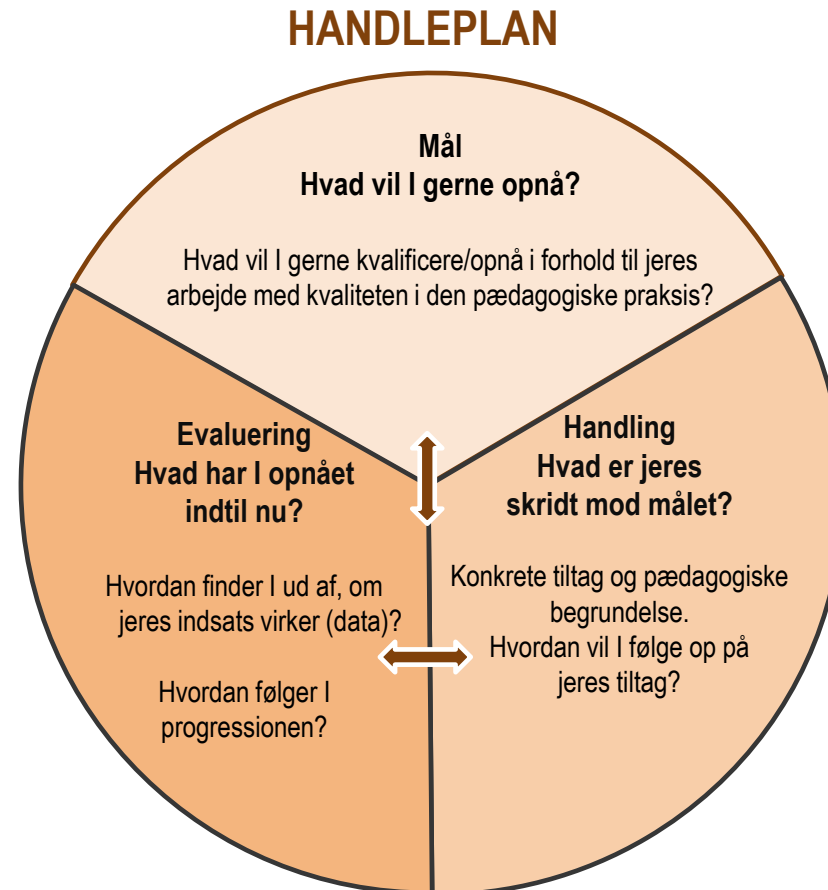 HANDLEPLAN
Mål
Hvad vil I gerne opnå?
Hvad vil I gerne kvalificere/opnå i forhold til jeres
arbejde med kvaliteten i den pædagogiske praksis?
Evaluering
Hvad har I opnået
indtil nu?
Hvordan finder I ud af, om
jeres indsats virker (data)?
Hvordan følger I
progressionen?
Handling
Hvad er jeres
skridt mod målet?
Konkrete tiltag og pædagogiske
begrundelse.
Hvordan vil I følge op på
jeres tiltag?